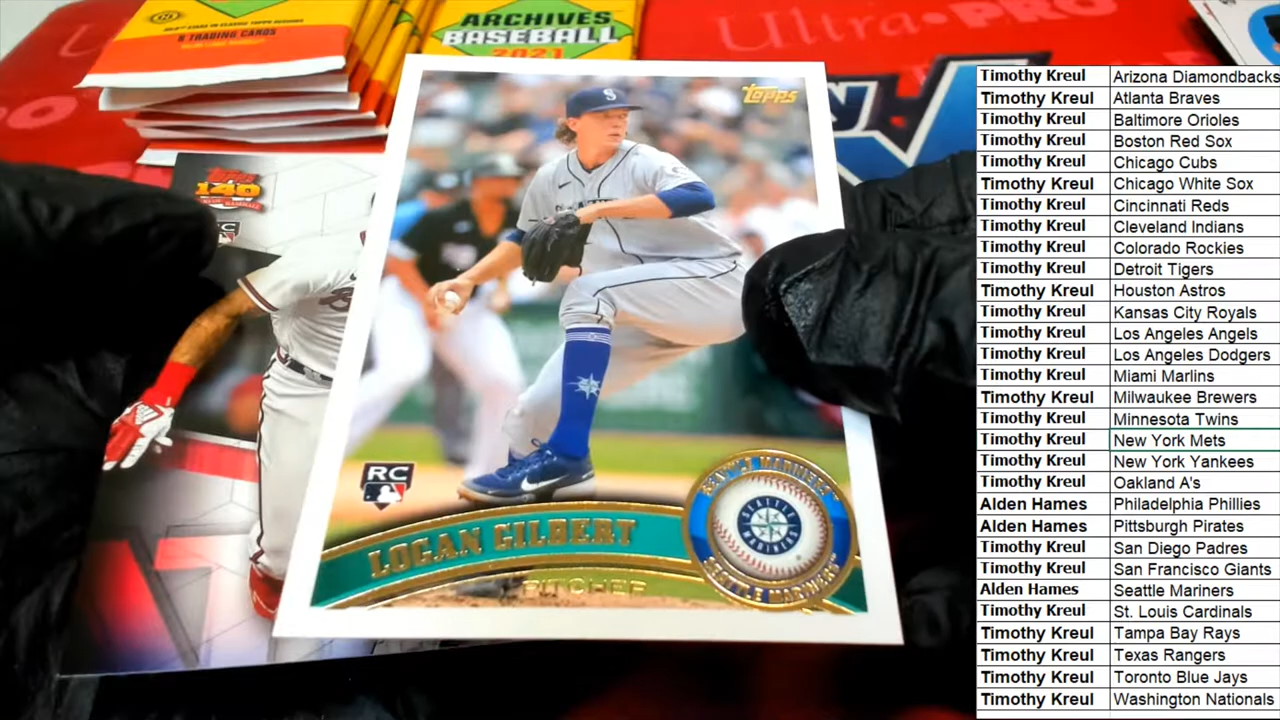 ARCHIVES
BASEBALL
2021
8 TRADING CARDS
Ultra PRO
topps
140
RC
Topps
S
RC
LOGAN GILBERT
PITCHER
SEATTLE MARINERS
SEATTLE MARINERS
Timothy Kreul Arizona Diamondbacks
Timothy Kreul Atlanta Braves
Timothy Kreul Baltimore Orioles
Timothy Kreul Boston Red Sox
Timothy Kreul Chicago Cubs
Timothy Kreul Chicago White Sox
Timothy Kreul Cincinnati Reds
Timothy Kreul Cleveland Indians
Timothy Kreul Colorado Rockies
Timothy Kreul Detroit Tigers
Timothy Kreul Houston Astros
Timothy Kreul Kansas City Royals
Timothy Kreul Los Angeles Angels
Timothy Kreul Los Angeles Dodgers
Timothy Kreul Miami Marlins
Timothy Kreul Milwaukee Brewers
Timothy Kreul Minnesota Twins
Timothy Kreul New York Mets
Timothy Kreul New York Yankees
Timothy Kreul Oakland A's
Alden Hames Philadelphia Phillies
Alden Hames Pittsburgh Pirates
Timothy Kreul San Diego Padres
Timothy Kreul San Francisco Giants
Alden Hames Seattle Mariners
Timothy Kreul St. Louis Cardinals
Timothy Kreul Tampa Bay Rays
Timothy Kreul Texas Rangers
Timothy Kreul Toronto Blue Jays
Timothy Kreul Washington Nationals